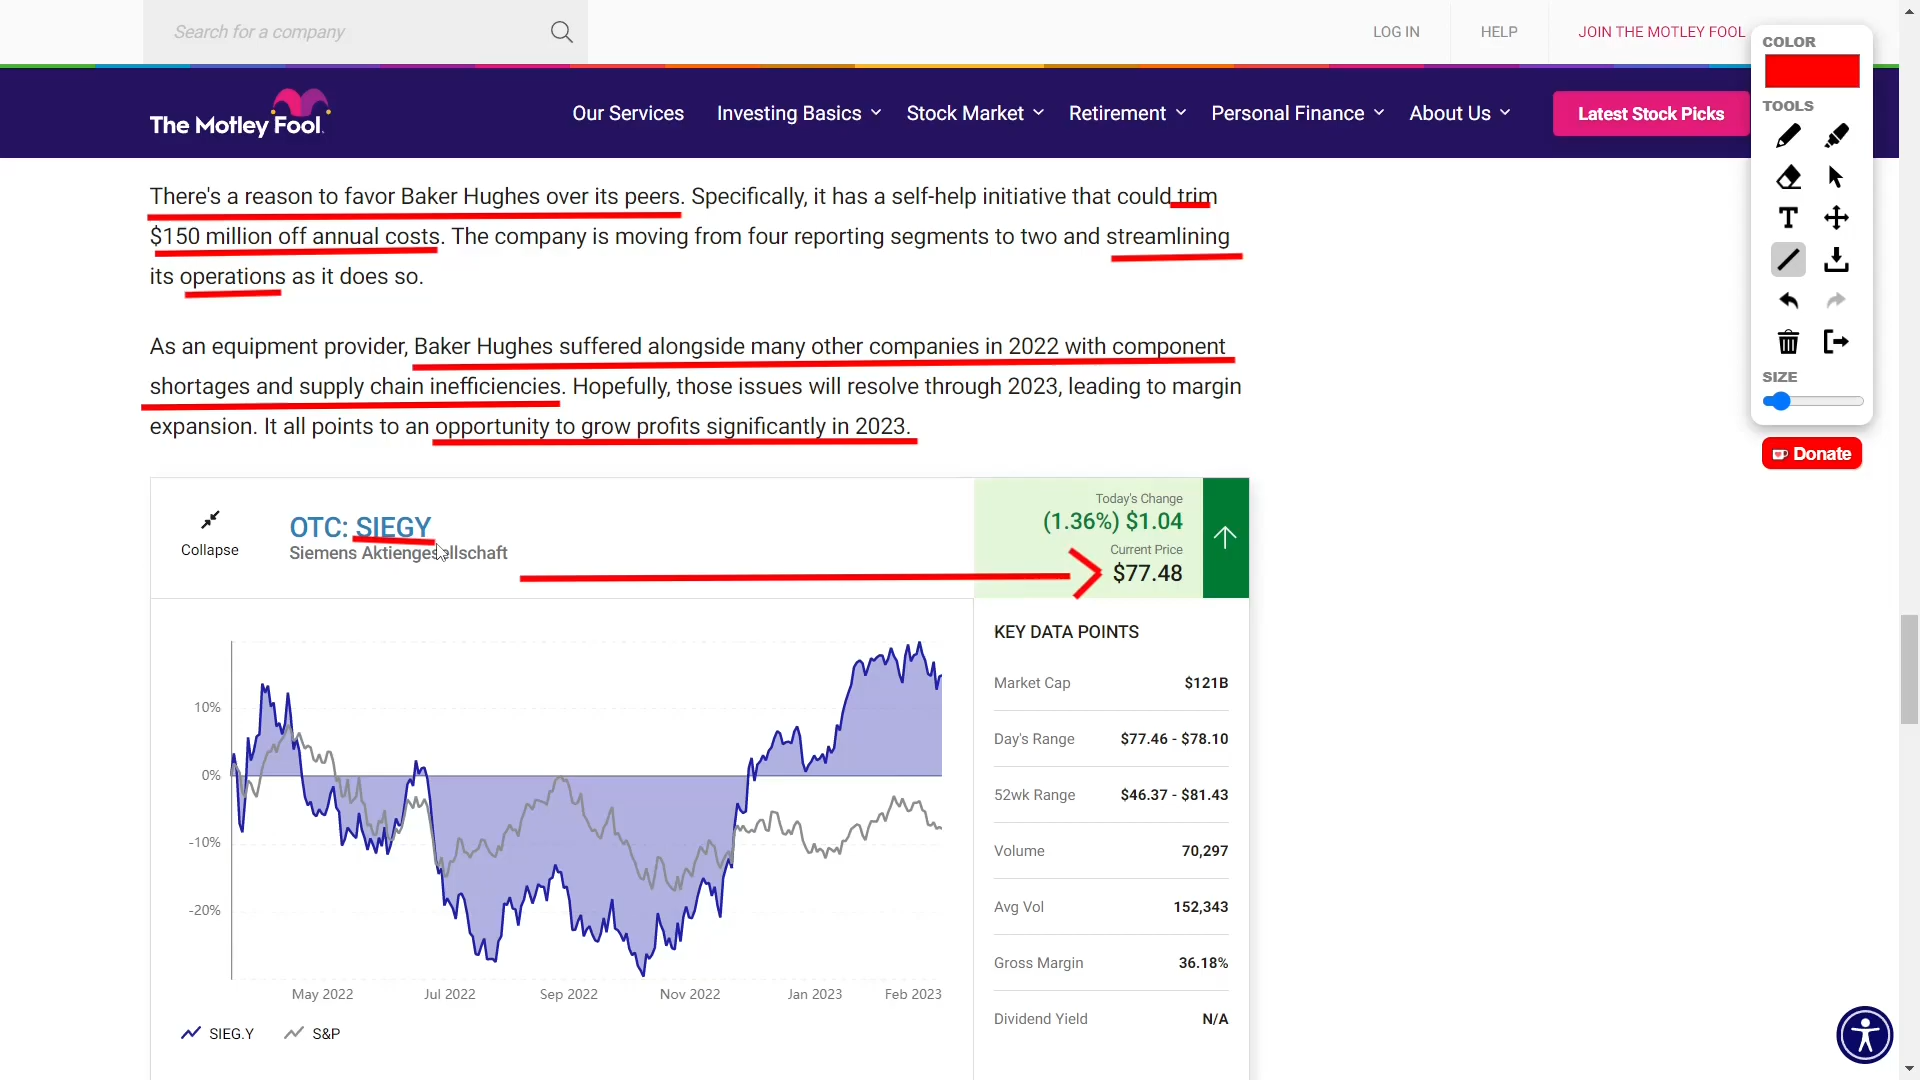 Search for a company
LOG IN
HELP
JOIN THE MOTLEY FOOL
COLOR
TOOLS
T
SIZE
Donate
The Motley Fool.
Our Services
Investing Basics
Stock Market
Retirement
Personal Finance
About Us
Latest Stock Picks
There's a reason to favor Baker Hughes over its peers. Specifically, it has a self-help initiative that could trim
$150 million off annual costs. The company is moving from four reporting segments to two and streamlining
its operations as it does so.
As an equipment provider, Baker Hughes suffered alongside many other companies in 2022 with component
shortages and supply chain inefficiencies. Hopefully, those issues will resolve through 2023, leading to margin
expansion. It all points to an opportunity to grow profits significantly in 2023.
Collapse
OTC: SIEGY
Siemens Aktiengesellschaft
Today's Change
(1.36%) $1.04
Current Price
$77.48
10%
0%
-10%
-20%
May 2022
Jul 2022
Sep 2022
Nov 2022
Jan 2023
Feb 2023
SIEG.Y
S&P
KEY DATA POINTS
Market Cap $121B
Day's Range $77.46 - $78.10
52wk Range $46.37 - $81.43
Volume 70,297
Avg Vol 152,343
Gross Margin 36.18%
Dividend Yield N/A